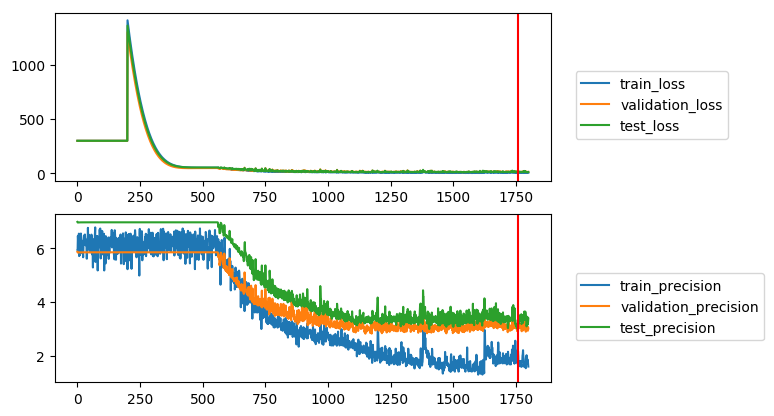 1000
500
0
0 250 500 750 1000 1250 1500 1750
train_loss
validation_loss
test_loss
6
4
2
0 250 500 750 1000 1250 1500 1750
train_precision
validation_precision
test_precision